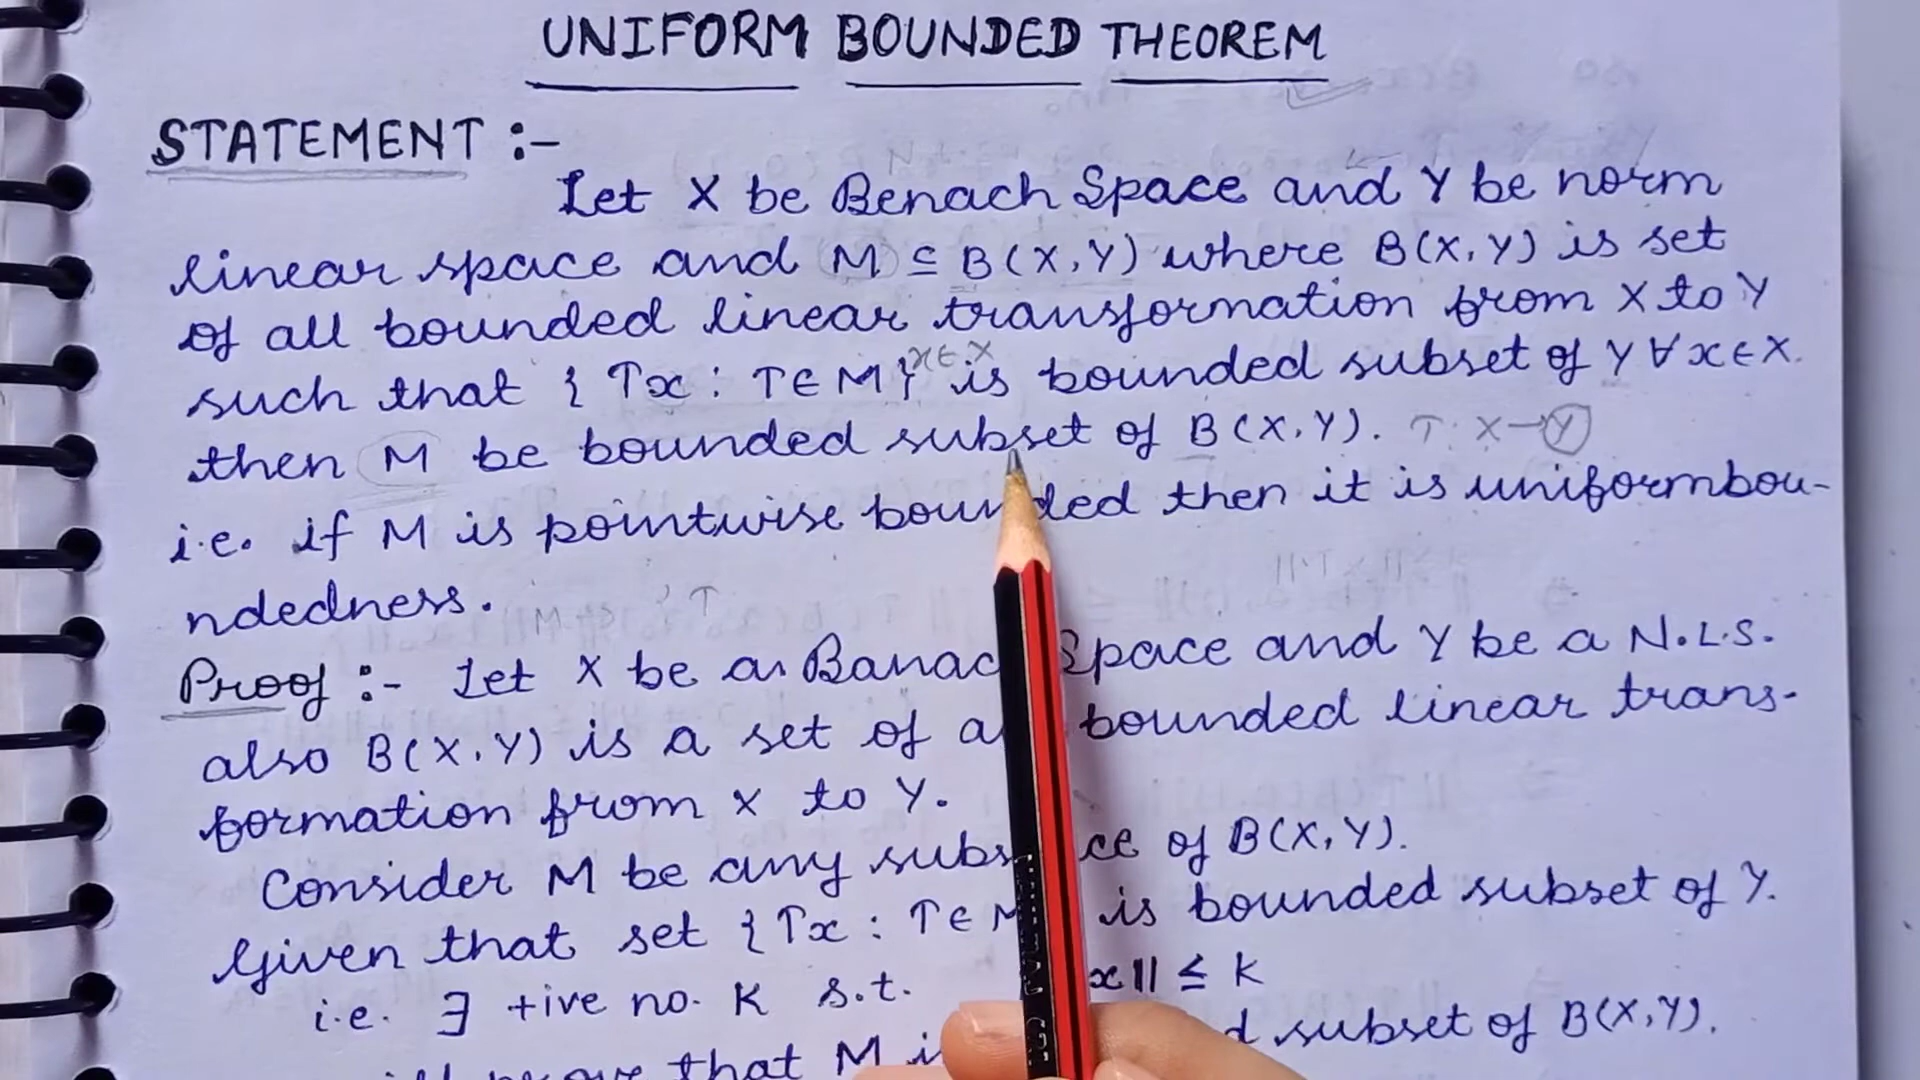 UNIFORM BOUNDED THEOREM
STATEMENT :-
Let X be Benach Space and Y be norm
linear space and M ⊆ B(X,Y) where B(X,Y) is set
of all bounded linear transformation from X to Y
such that { Tx : T∈M } x∈X is bounded subset of Y ∀ x∈X.
then M be bounded subset of B(X,Y). T: X→Y
i.e. if M is pointwise bounded then it is uniformbou-
ndedness.
Proof :- Let X be a Banac Space and Y be a N.L.S.
also B(X,Y) is a set of a bounded linear trans-
formation from X to Y.
Consider M be any subs ce of B(X,Y).
Given that set { Tx : T∈M is bounded subset of Y.
i.e. ∃ +ive no. K s.t. x|| ≤ K
prove that M i d subset of B(X,Y).